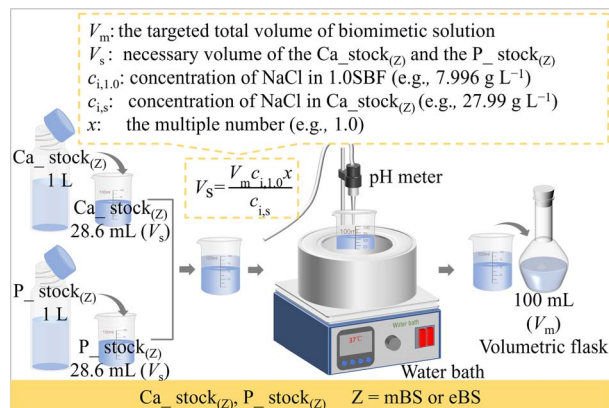 Vm: the targeted total volume of biomimetic solution
Vs: necessary volume of the Ca_stock(Z) and the P_ stock(Z)
ci,1.0: concentration of NaCl in 1.0SBF (e.g., 7.996 g L−1)
ci,s: concentration of NaCl in Ca_stock(Z) (e.g., 27.99 g L−1)
x: the multiple number (e.g., 1.0)
Ca_ stock(Z)
1 L
Ca_ stock(Z)
28.6 mL (Vs)
Vs = Vm ci,1.0 x / ci,s
pH meter
P_ stock(Z)
1 L
P_ stock(Z)
28.6 mL (Vs)
37℃
Water bath
Water bath
100 mL
(Vm)
Volumetric flask
Ca_ stock(Z), P_ stock(Z) Z = mBS or eBS